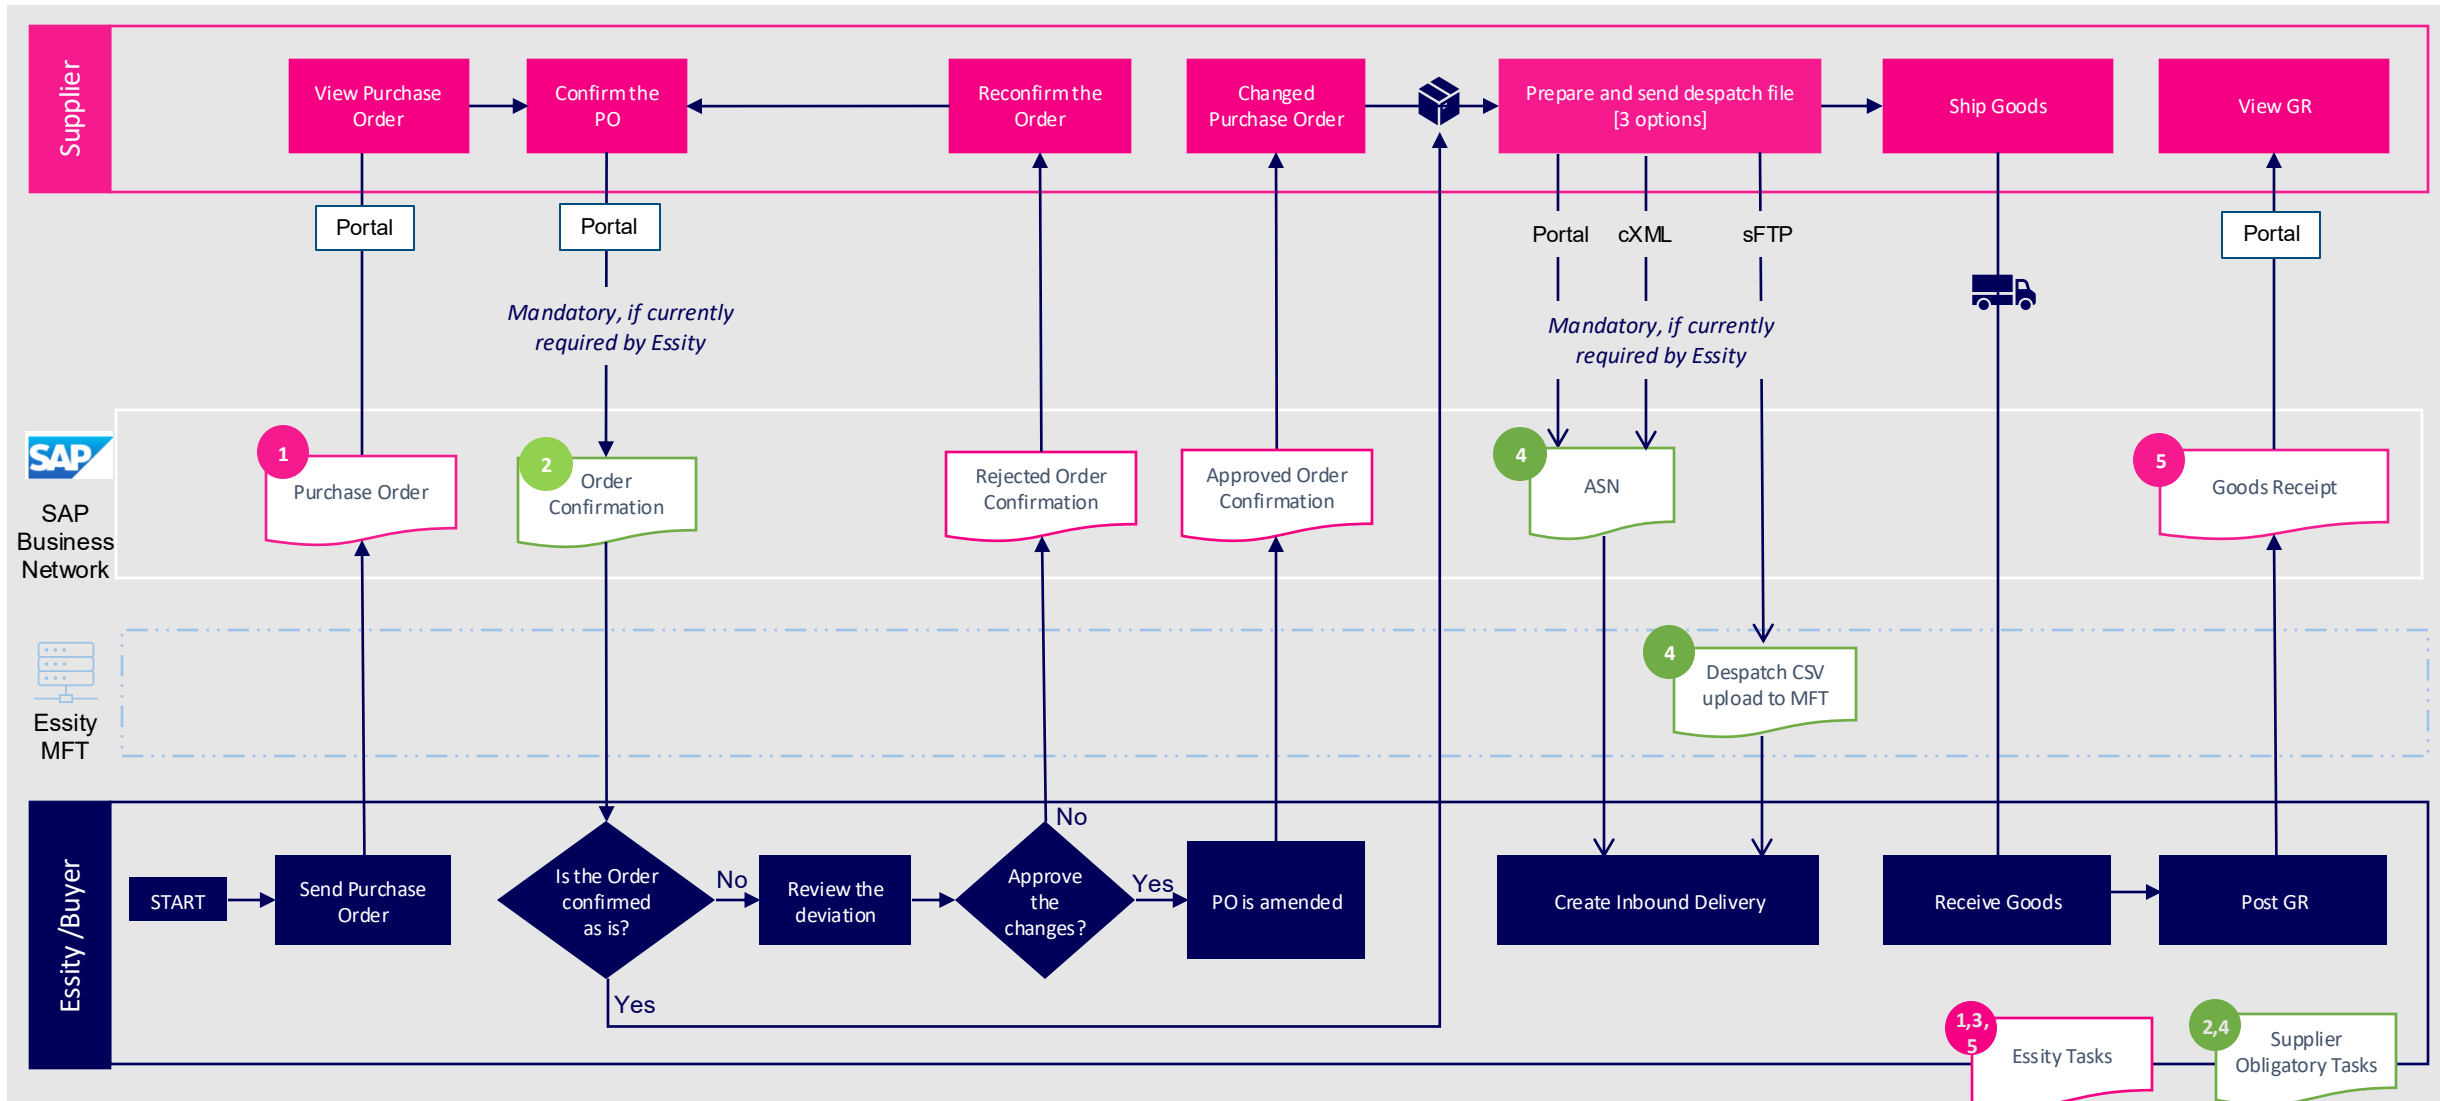 Supplier
View Purchase
Order
Confirm the
PO
Reconfirm the
Order
Changed
Purchase Order
Prepare and send despatch file
[3 options]
Ship Goods
View GR
Portal
Portal
Portal
cXML
sFTP
Portal
Mandatory, if currently
required by Essity
Mandatory, if currently
required by Essity
SAP
SAP
Business
Network
1
Purchase Order
2
Order
Confirmation
Rejected Order
Confirmation
Approved Order
Confirmation
4
ASN
5
Goods Receipt
Essity
MFT
4
Despatch CSV
upload to MFT
Essity /Buyer
START
Send Purchase
Order
Is the Order
confirmed
as is?
No
Yes
Review the
deviation
Approve
the
changes?
No
Yes
PO is amended
Create Inbound Delivery
Receive Goods
Post GR
1,3,
5
Essity Tasks
2,4
Supplier
Obligatory Tasks